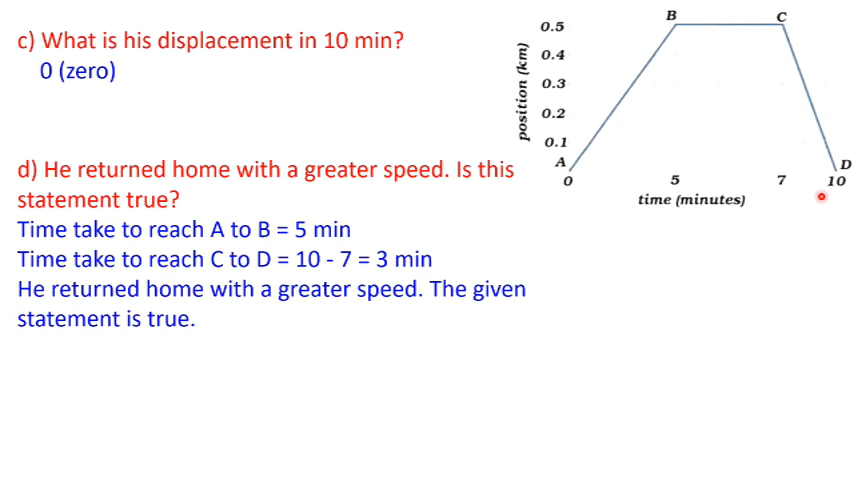 c) What is his displacement in 10 min?
0 (zero)
d) He returned home with a greater speed. Is this
statement true?
Time take to reach A to B = 5 min
Time take to reach C to D = 10 - 7 = 3 min
He returned home with a greater speed. The given
statement is true.
position (km)
0.5
0.4
0.3
0.2
0.1
A
B
C
D
0
5
7
10
time (minutes)